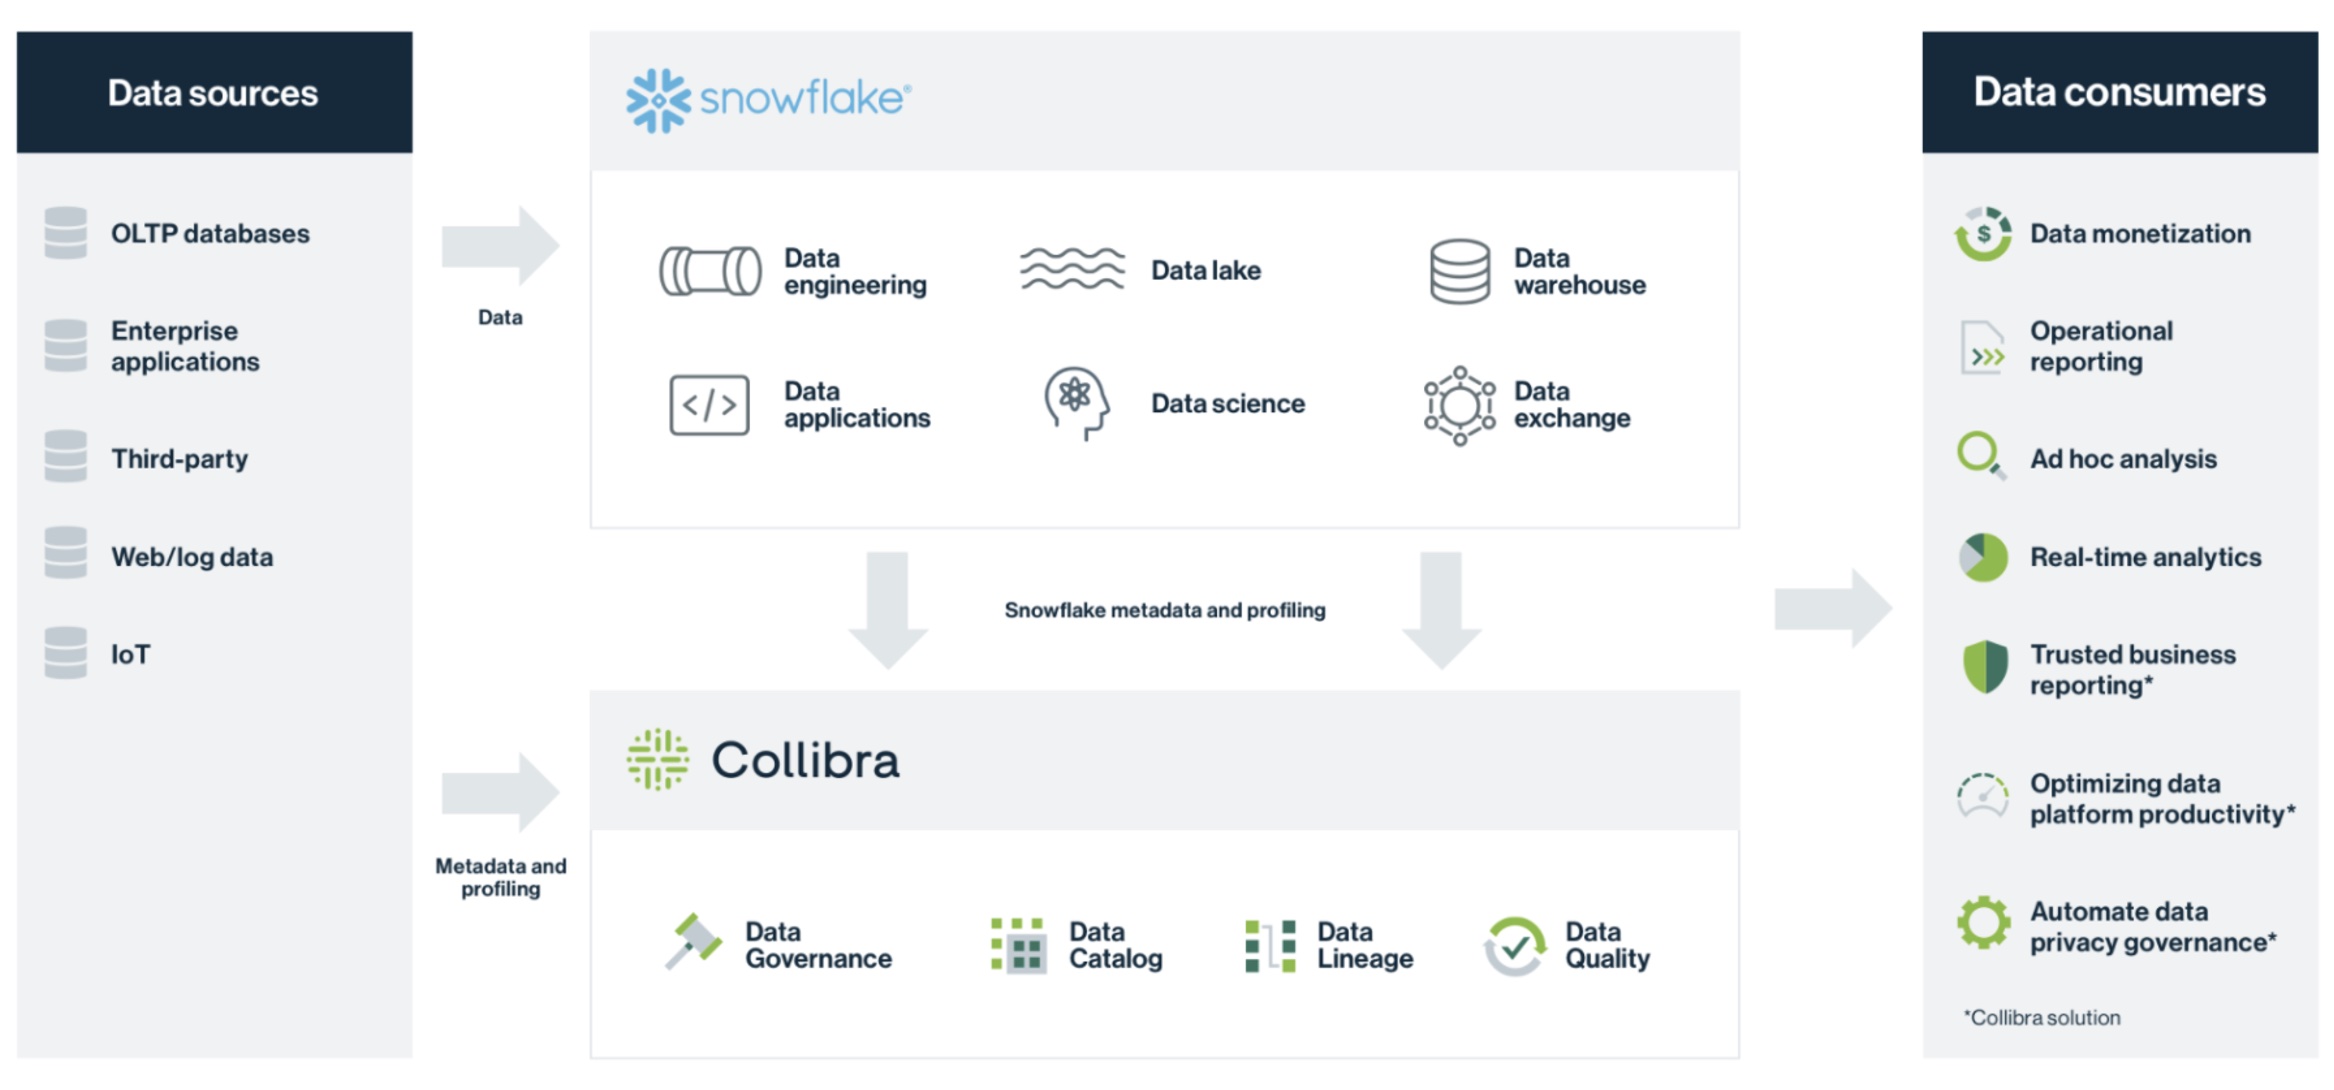 Data sources
OLTP databases
Enterprise
applications
Third-party
Web/log data
IoT
Data
Metadata and
profiling
snowflake®
Data
engineering
Data lake
Data
warehouse
</>
Data
applications
Data science
Data
exchange
Snowflake metadata and profiling
Collibra
Data
Governance
Data
Catalog
Data
Lineage
Data
Quality
Data consumers
$
Data monetization
Operational
reporting
Ad hoc analysis
Real-time analytics
Trusted business
reporting*
Optimizing data
platform productivity*
Automate data
privacy governance*
*Collibra solution